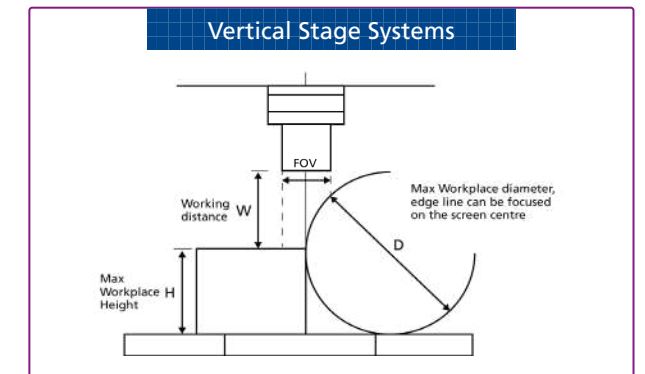 Vertical Stage Systems
FOV
Working
distance W
Max Workplace diameter,
edge line can be focused
on the screen centre
D
Max
Workplace H
Height